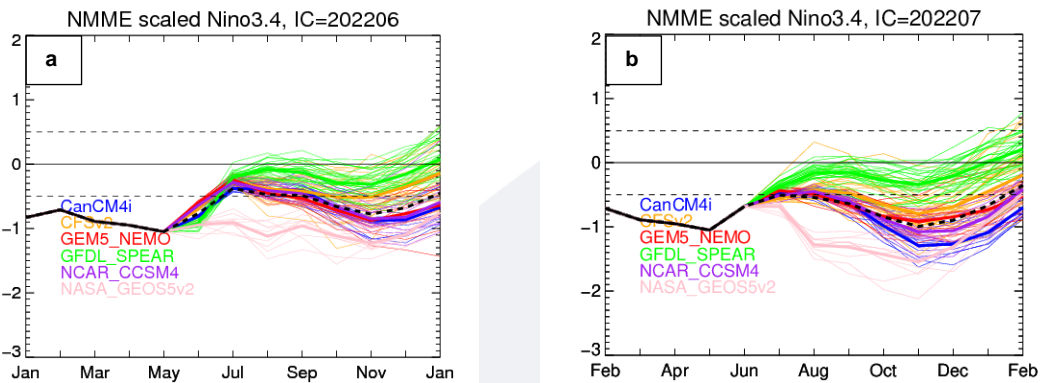 NMME scaled Nino3.4, IC=202206
a
2
1
0
−1
−2
−3
CanCM4i
CFSv2
GEM5_NEMO
GFDL_SPEAR
NCAR_CCSM4
NASA_GEOS5v2
Jan Mar May Jul Sep Nov Jan
NMME scaled Nino3.4, IC=202207
b
2
1
0
−1
−2
−3
CanCM4i
CFSv2
GEM5_NEMO
GFDL_SPEAR
NCAR_CCSM4
NASA_GEOS5v2
Feb Apr Jun Aug Oct Dec Feb